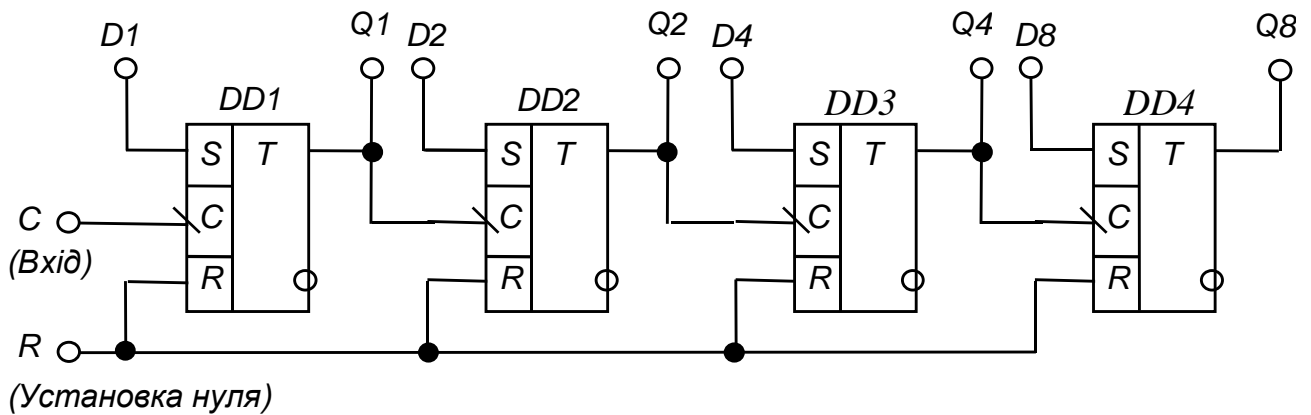 D1 Q1 D2 Q2 D4 Q4 D8 Q8
DD1 DD2 DD3 DD4
S T S T S T S T
C C C C C
(Вхід)
R R R R
R
(Установка нуля)